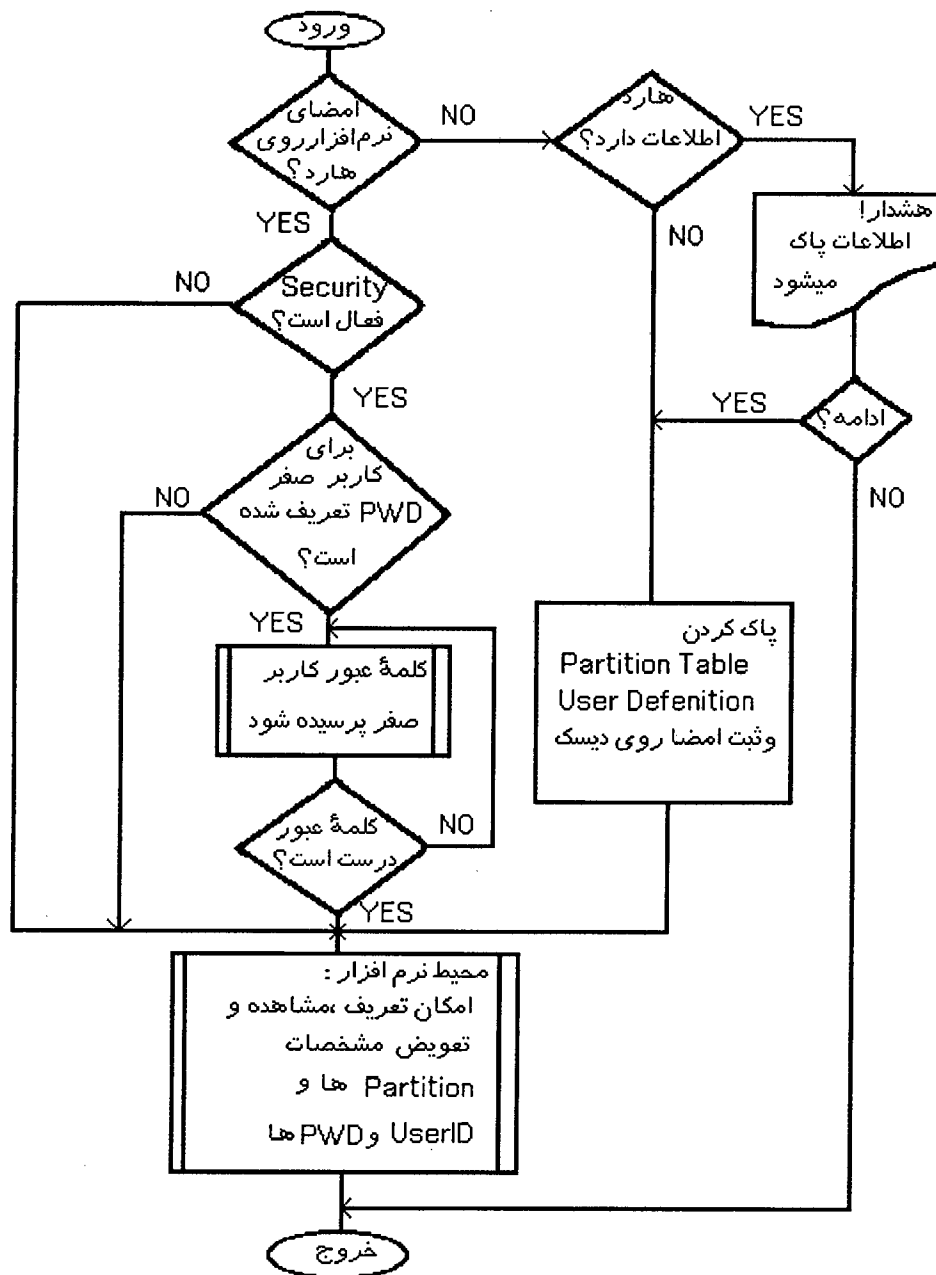 ورود
امضای
نرم‌افزار روی
هارد؟
NO
YES
هارد
اطلاعات دارد؟
YES
NO
هشدار!
اطلاعات پاک
میشود
ادامه؟
YES
NO
Security
فعال است؟
NO
YES
برای
کاربر صفر
PWD تعریف شده
است؟
NO
YES
کلمهٔ عبور کاربر
صفر پرسیده شود
کلمهٔ عبور
درست است؟
NO
YES
پاک کردن
Partition Table
User Defenition
وثبت امضا روی دیسک
محیط نرم افزار :
امکان تعریف ،مشاهده و
تعویض مشخصات
Partition ها و
UserID و PWD ها
خروج